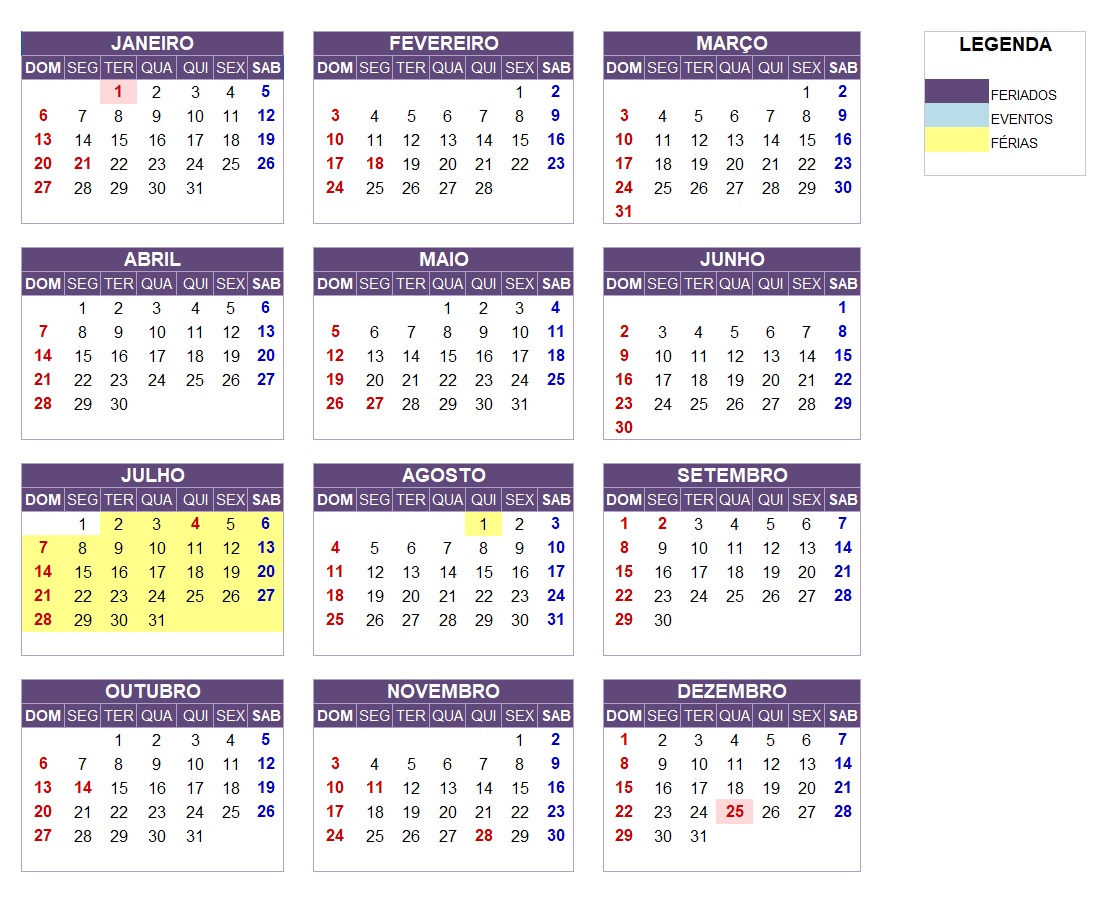 JANEIRO
DOM SEG TER QUA QUI SEX SAB
1 2 3 4 5
6 7 8 9 10 11 12
13 14 15 16 17 18 19
20 21 22 23 24 25 26
27 28 29 30 31
FEVEREIRO
DOM SEG TER QUA QUI SEX SAB
1 2
3 4 5 6 7 8 9
10 11 12 13 14 15 16
17 18 19 20 21 22 23
24 25 26 27 28
MARÇO
DOM SEG TER QUA QUI SEX SAB
1 2
3 4 5 6 7 8 9
10 11 12 13 14 15 16
17 18 19 20 21 22 23
24 25 26 27 28 29 30
31
LEGENDA
FERIADOS
EVENTOS
FÉRIAS
ABRIL
DOM SEG TER QUA QUI SEX SAB
1 2 3 4 5 6
7 8 9 10 11 12 13
14 15 16 17 18 19 20
21 22 23 24 25 26 27
28 29 30
MAIO
DOM SEG TER QUA QUI SEX SAB
1 2 3 4
5 6 7 8 9 10 11
12 13 14 15 16 17 18
19 20 21 22 23 24 25
26 27 28 29 30 31
JUNHO
DOM SEG TER QUA QUI SEX SAB
1
2 3 4 5 6 7 8
9 10 11 12 13 14 15
16 17 18 19 20 21 22
23 24 25 26 27 28 29
30
JULHO
DOM SEG TER QUA QUI SEX SAB
1 2 3 4 5 6
7 8 9 10 11 12 13
14 15 16 17 18 19 20
21 22 23 24 25 26 27
28 29 30 31
AGOSTO
DOM SEG TER QUA QUI SEX SAB
1 2 3
4 5 6 7 8 9 10
11 12 13 14 15 16 17
18 19 20 21 22 23 24
25 26 27 28 29 30 31
SETEMBRO
DOM SEG TER QUA QUI SEX SAB
1 2 3 4 5 6 7
8 9 10 11 12 13 14
15 16 17 18 19 20 21
22 23 24 25 26 27 28
29 30
OUTUBRO
DOM SEG TER QUA QUI SEX SAB
1 2 3 4 5
6 7 8 9 10 11 12
13 14 15 16 17 18 19
20 21 22 23 24 25 26
27 28 29 30 31
NOVEMBRO
DOM SEG TER QUA QUI SEX SAB
1 2
3 4 5 6 7 8 9
10 11 12 13 14 15 16
17 18 19 20 21 22 23
24 25 26 27 28 29 30
DEZEMBRO
DOM SEG TER QUA QUI SEX SAB
1 2 3 4 5 6 7
8 9 10 11 12 13 14
15 16 17 18 19 20 21
22 23 24 25 26 27 28
29 30 31